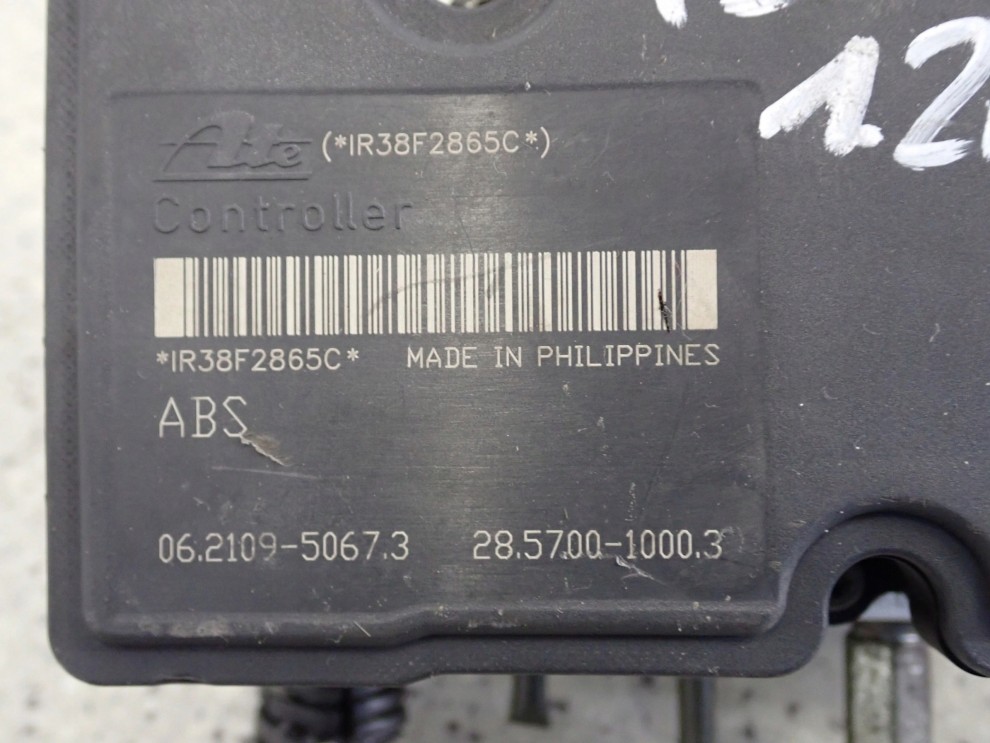 Ate (*IR38F2865C*)
Controller
*IR38F2865C* MADE IN PHILIPPINES
ABS
06.2109-5067.3 28.5700-1000.3